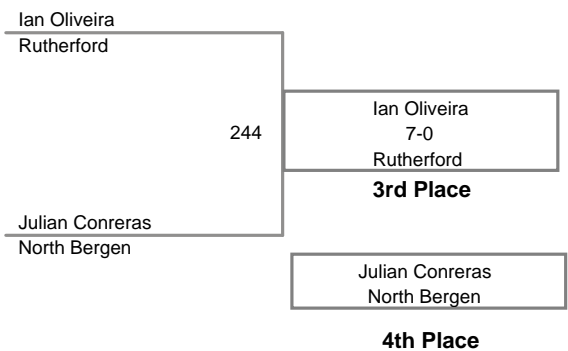 Ian Oliveira
Rutherford
244
Ian Oliveira
7-0
Rutherford
3rd Place
Julian Conreras
North Bergen
Julian Conreras
North Bergen
4th Place